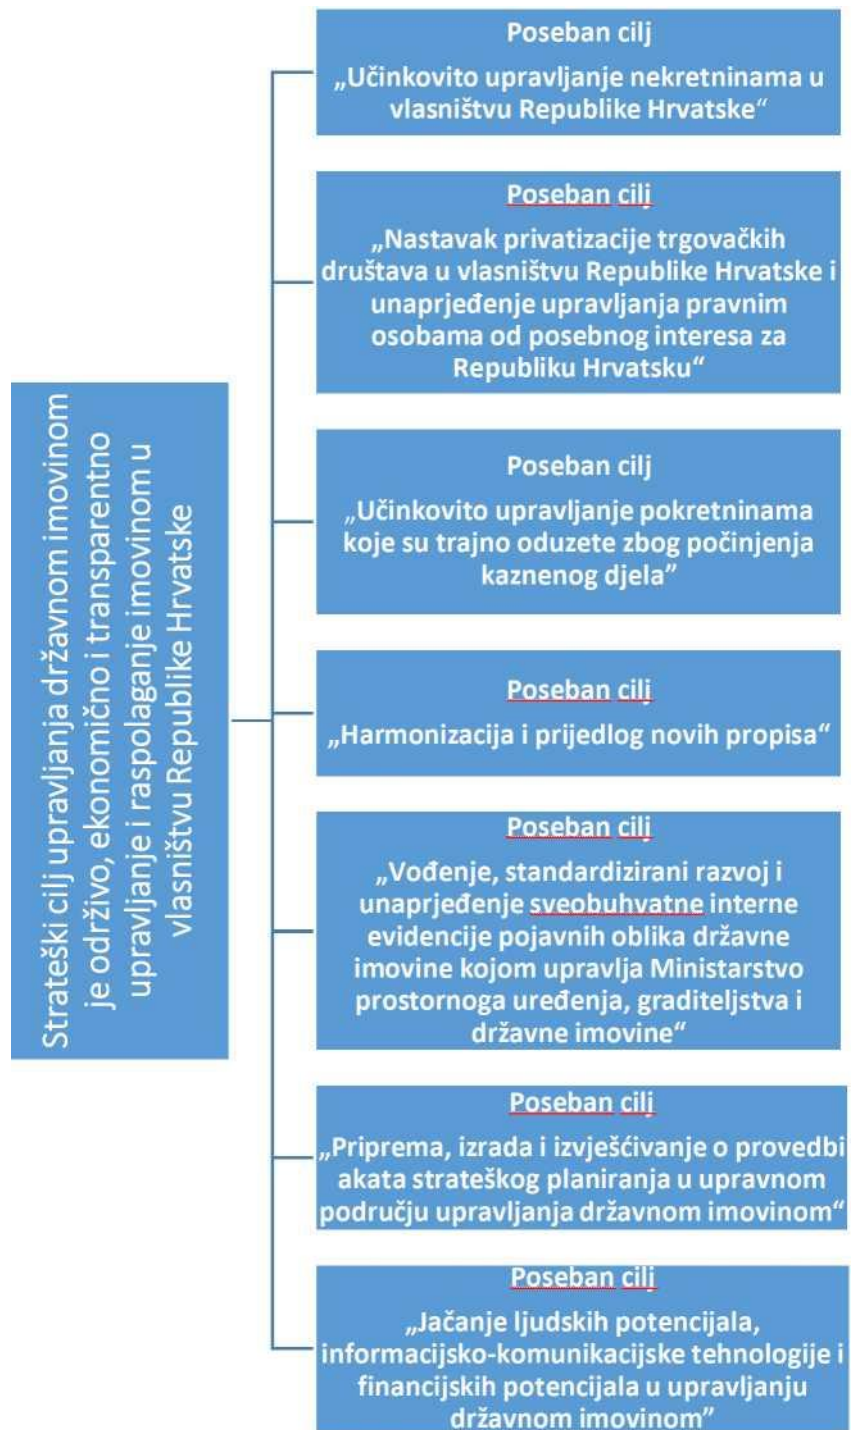 Strateški cilj upravljanja državnom imovinom
je održivo, ekonomično i transparentno
upravljanje i raspolaganje imovinom u
vlasništvu Republike Hrvatske
Poseban cilj
„Učinkovito upravljanje nekretninama u
vlasništvu Republike Hrvatske“
Poseban cilj
„Nastavak privatizacije trgovačkih
društava u vlasništvu Republike Hrvatske i
unaprjeđenje upravljanja pravnim
osobama od posebnog interesa za
Republiku Hrvatsku“
Poseban cilj
„Učinkovito upravljanje pokretninama
koje su trajno oduzete zbog počinjenja
kaznenog djela”
Poseban cilj
„Harmonizacija i prijedlog novih propisa“
Poseban cilj
„Vođenje, standardizirani razvoj i
unaprjeđenje sveobuhvatne interne
evidencije pojavnih oblika državne
imovine kojom upravlja Ministarstvo
prostornoga uređenja, graditeljstva i
državne imovine“
Poseban cilj
„Priprema, izrada i izvješćivanje o provedbi
akata strateškog planiranja u upravnom
području upravljanja državnom imovinom“
Poseban cilj
„Jačanje ljudskih potencijala,
informacijsko-komunikacijske tehnologije i
financijskih potencijala u upravljanju
državnom imovinom”